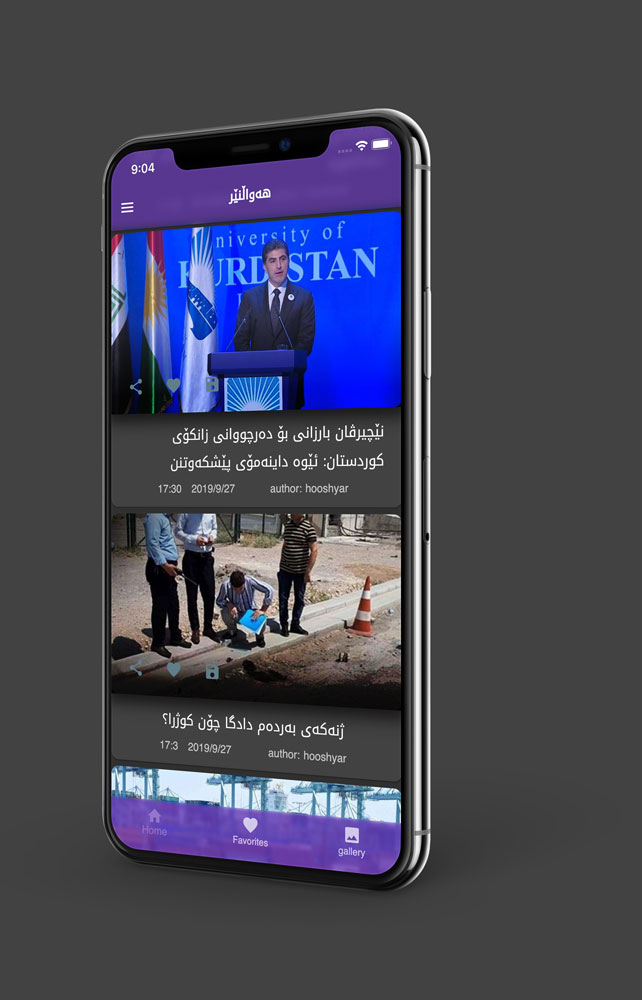 9:04
هەواڵنێر
University of
KURDISTAN
نێچیرڤان بارزانی بۆ دەرچووانی زانکۆی
کوردستان: ئێوە داینەمۆی پێشکەوتنن
17:30 2019/9/27 author: hooshyar
ژنەکەی بەردەم دادگا چۆن کوژرا؟
17:3 2019/9/27 author: hooshyar
Home Favorites gallery